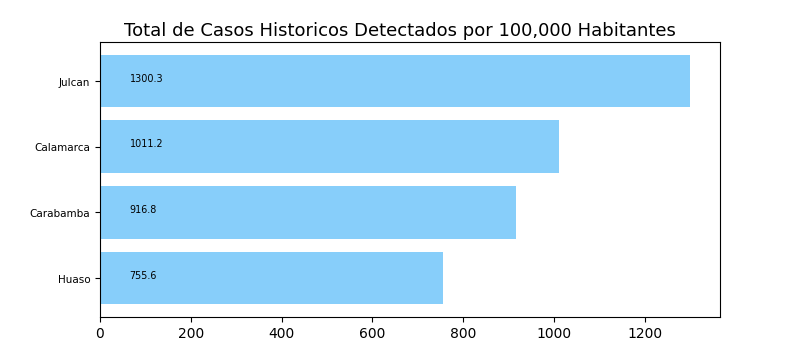 Total de Casos Historicos Detectados por 100,000 Habitantes
Julcan 1300.3
Calamarca 1011.2
Carabamba 916.8
Huaso 755.6
0 200 400 600 800 1000 1200